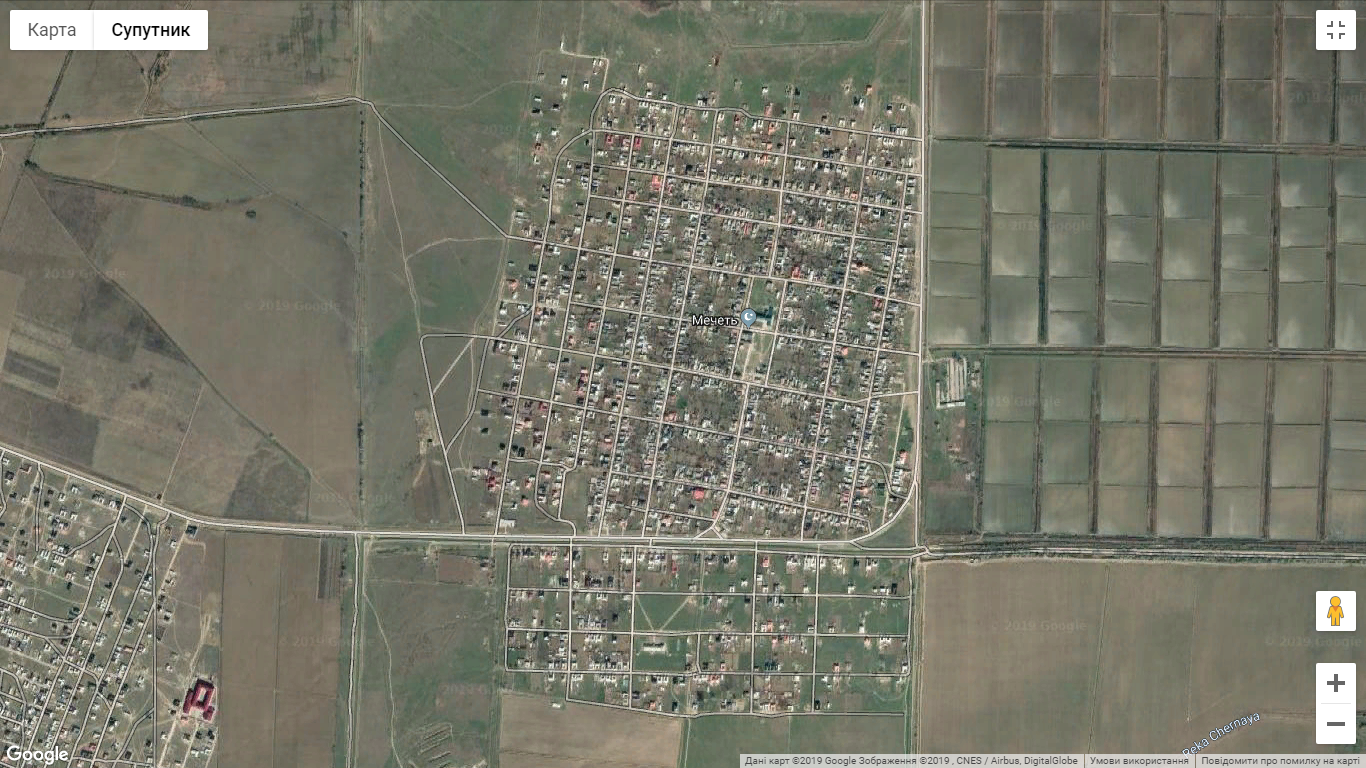 Карта
Супутник
© 2019 Google
© 2019 Google
© 2019 Google
© 2019 Google
Мечеть
© 2019 Google
© 2019 Google
© 2019 Google
© 2019 Google
Reka Chernaya
Google
Дані карт ©2019 Google Зображення ©2019 , CNES / Airbus, DigitalGlobe
Умови використання
Повідомити про помилку на карті